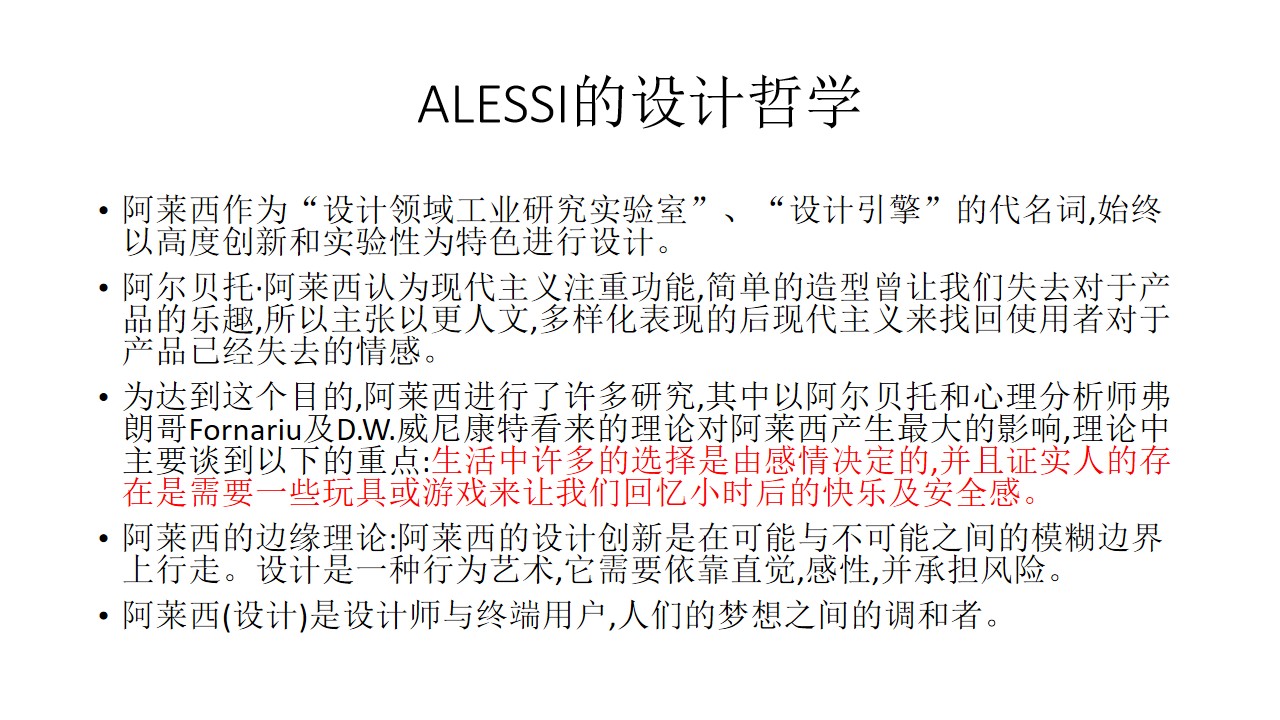 ALESSI的设计哲学
• 阿莱西作为“设计领域工业研究实验室”、“设计引擎”的代名词,始终
以高度创新和实验性为特色进行设计。
• 阿尔贝托·阿莱西认为现代主义注重功能,简单的造型曾让我们失去对于产
品的乐趣,所以主张以更人文,多样化表现的后现代主义来找回使用者对于
产品已经失去的情感。
• 为达到这个目的,阿莱西进行了许多研究,其中以阿尔贝托和心理分析师弗
朗哥Fornariu及D.W.威尼康特看来的理论对阿莱西产生最大的影响,理论中
主要谈到以下的重点:生活中许多的选择是由感情决定的,并且证实人的存
在是需要一些玩具或游戏来让我们回忆小时后的快乐及安全感。
• 阿莱西的边缘理论:阿莱西的设计创新是在可能与不可能之间的模糊边界
上行走。设计是一种行为艺术,它需要依靠直觉,感性,并承担风险。
• 阿莱西(设计)是设计师与终端用户,人们的梦想之间的调和者。